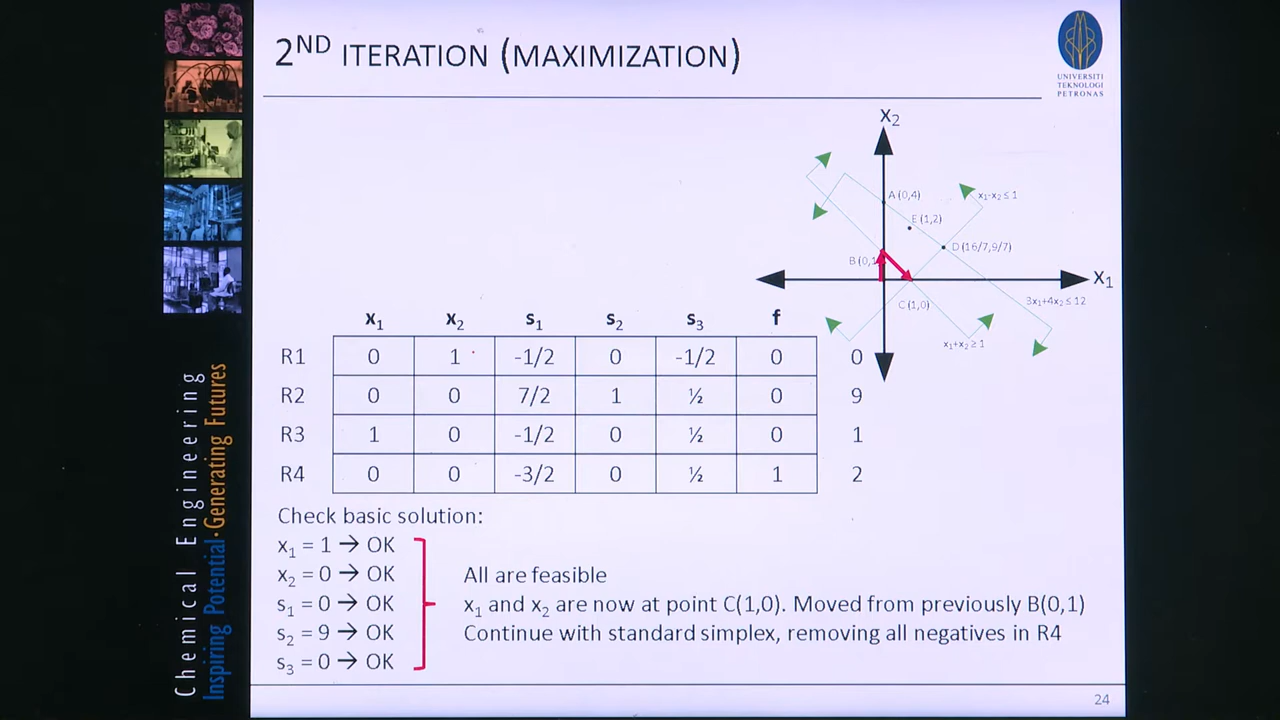 2ND ITERATION (MAXIMIZATION)
UNIVERSITI
TEKNOLOGI
PETRONAS
X2
A (0,4)
x1-x2 ≤ 1
E (1,2)
D (16/7,9/7)
B (0,1
X1
C (1,0)
3x1+4x2 ≤ 12
x1+x2 ≥ 1
x1 x2 s1 s2 s3 f
R1 0 1 -1/2 0 -1/2 0 0
R2 0 0 7/2 1 ½ 0 9
R3 1 0 -1/2 0 ½ 0 1
R4 0 0 -3/2 0 ½ 1 2
Check basic solution:
x1 = 1 → OK
x2 = 0 → OK
s1 = 0 → OK
s2 = 9 → OK
s3 = 0 → OK
All are feasible
x1 and x2 are now at point C(1,0). Moved from previously B(0,1)
Continue with standard simplex, removing all negatives in R4
Chemical Engineering
Inspiring Potential • Generating Futures
24